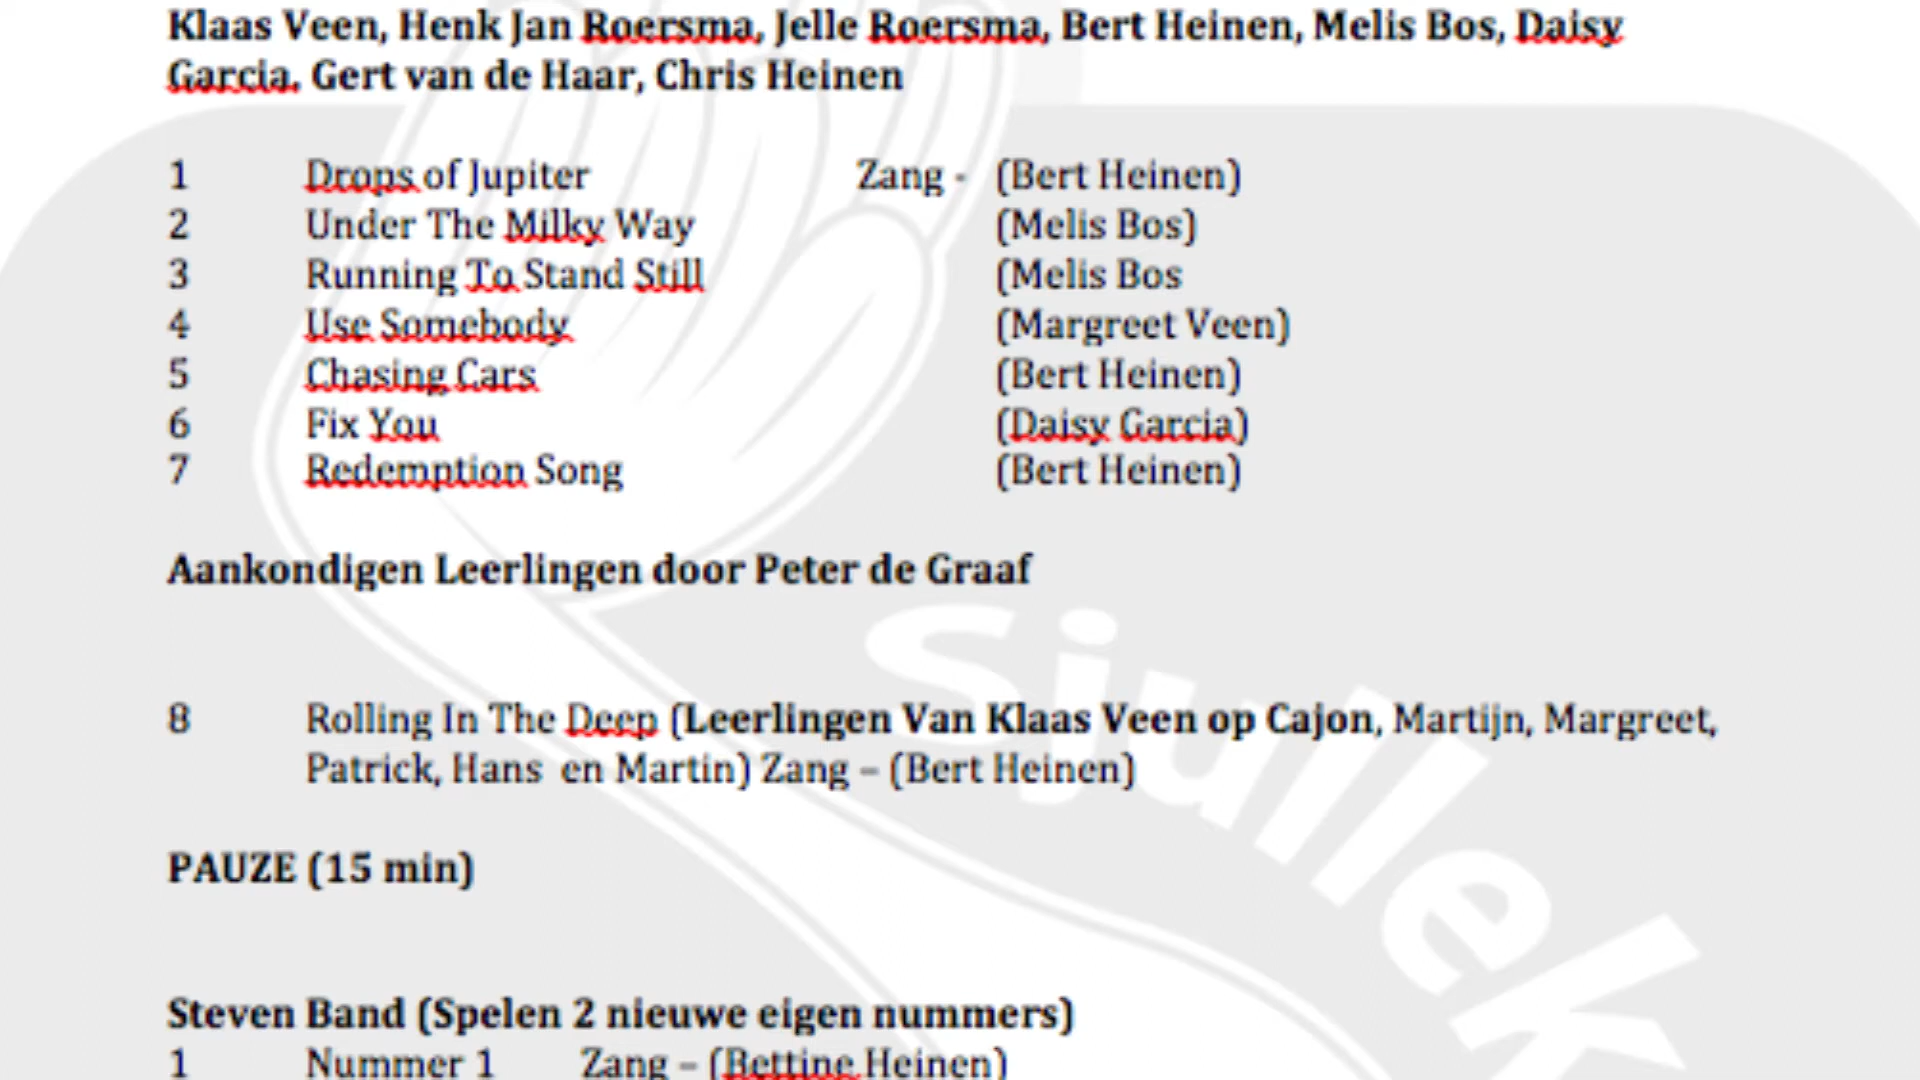 Klaas Veen, Henk Jan Roersma, Jelle Roersma, Bert Heinen, Melis Bos, Daisy
Garcia, Gert van de Haar, Chris Heinen
1 Drops of Jupiter Zang - (Bert Heinen)
2 Under The Milky Way (Melis Bos)
3 Running To Stand Still (Melis Bos
4 Use Somebody (Margreet Veen)
5 Chasing Cars (Bert Heinen)
6 Fix You (Daisy Garcia)
7 Redemption Song (Bert Heinen)
Aankondigen Leerlingen door Peter de Graaf
8 Rolling In The Deep (Leerlingen Van Klaas Veen op Cajon, Martijn, Margreet,
Patrick, Hans en Martin) Zang – (Bert Heinen)
PAUZE (15 min)
Steven Band (Spelen 2 nieuwe eigen nummers)
1 Nummer 1 Zang – (Bettine Heinen)
Sjullek